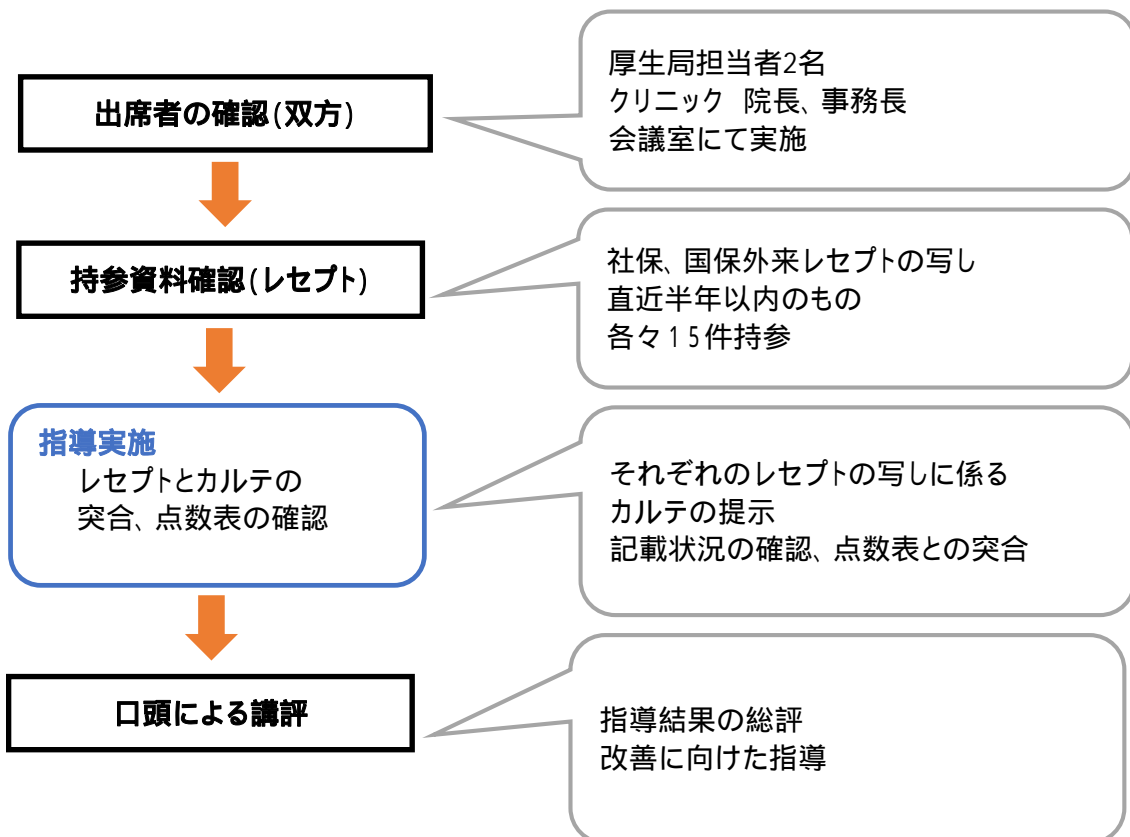 出席者の確認(双方)
厚生局担当者2名
クリニック 院長、事務長
会議室にて実施
持参資料確認(レセプト)
社保、国保外来レセプトの写し
直近半年以内のもの
各々15件持参
指導実施
レセプトとカルテの
突合、点数表の確認
それぞれのレセプトの写しに係る
カルテの提示
記載状況の確認、点数表との突合
口頭による講評
指導結果の総評
改善に向けた指導